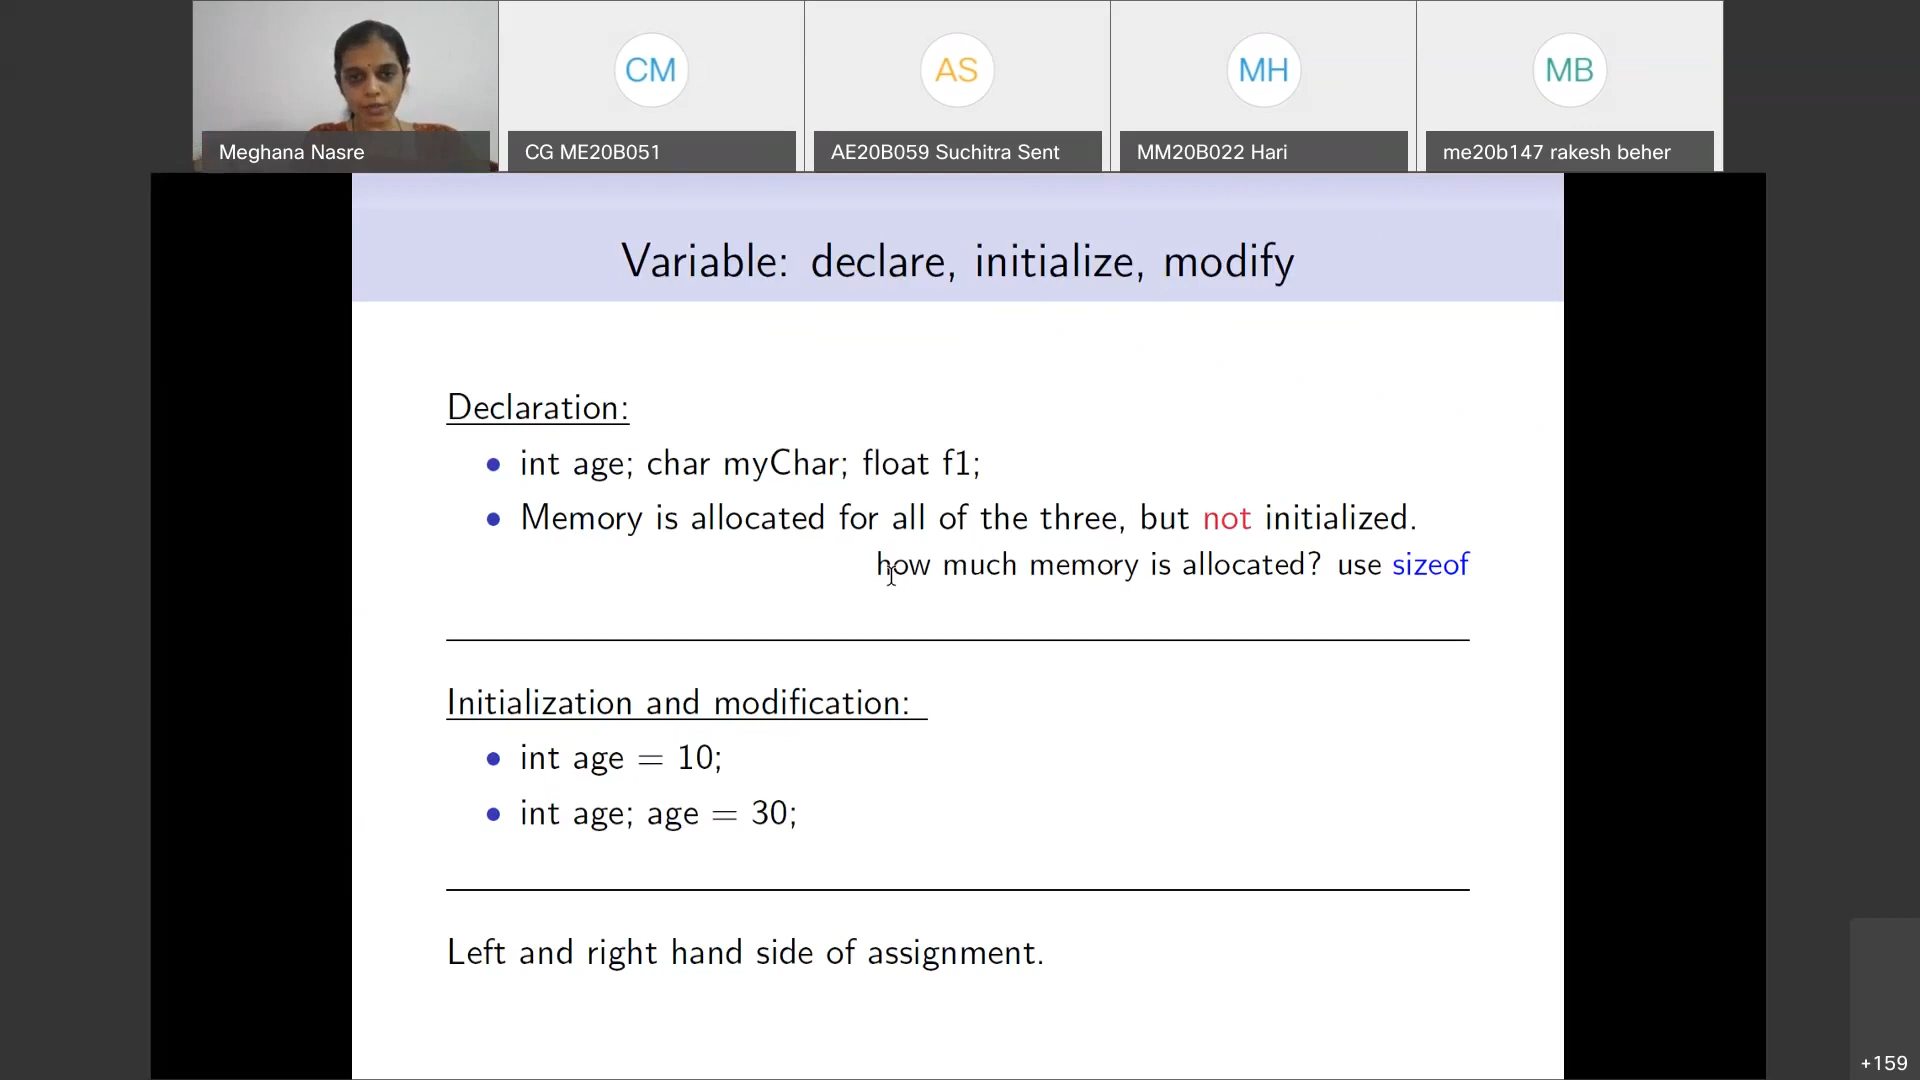 CM
AS
MH
MB
Meghana Nasre
CG ME20B051
AE20B059 Suchitra Sent
MM20B022 Hari
me20b147 rakesh beher
Variable: declare, initialize, modify
Declaration:
• int age; char myChar; float f1;
• Memory is allocated for all of the three, but not initialized.
how much memory is allocated? use sizeof
Initialization and modification:
• int age = 10;
• int age; age = 30;
Left and right hand side of assignment.
+159